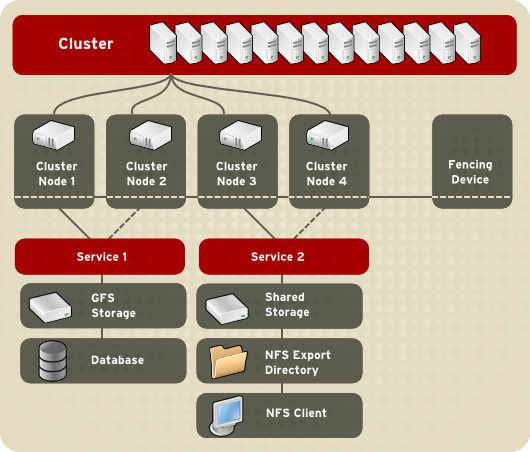 Cluster
Cluster
Node 1
Cluster
Node 2
Cluster
Node 3
Cluster
Node 4
Fencing
Device
Service 1
Service 2
GFS
Storage
Shared
Storage
Database
NFS Export
Directory
NFS Client